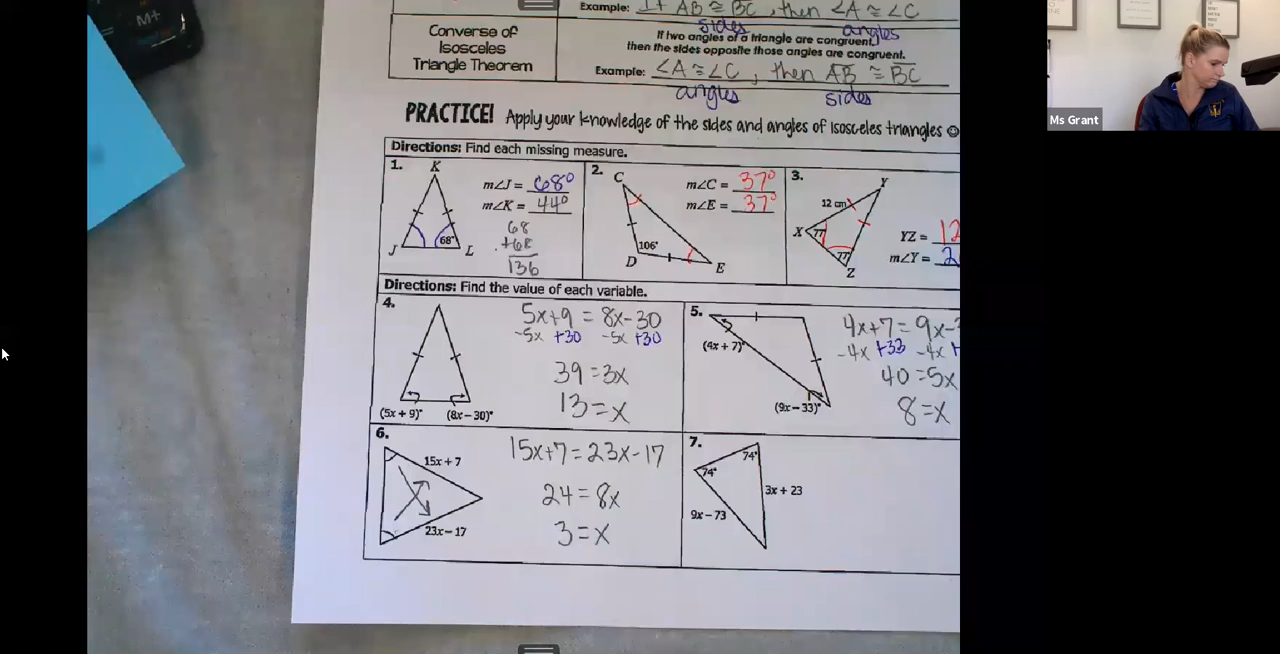 M+
Example: If AB ≅ BC, then ∠A ≅ ∠C
sides angles
Converse of
Isosceles
Triangle Theorem
If two angles of a triangle are congruent,
then the sides opposite those angles are congruent.
Example: ∠A ≅ ∠C, then AB ≅ BC
angles sides
PRACTICE! Apply your knowledge of the sides and angles of isosceles triangles
Directions: Find each missing measure.
1.
K
J
L
68°
m∠J = 68°
m∠K = 44°
68
+68
136
2.
C
D
E
106°
m∠C = 37°
m∠E = 37°
3.
Y
12 cm
X
77
77
Z
YZ = 12
m∠Y = 2
Directions: Find the value of each variable.
4.
(5x + 9)° (8x – 30)°
5x+9 = 8x-30
-5x +30 -5x +30
39=3x
13=x
5.
(4x + 7)°
(9x – 33)°
4x+7=9x-3
-4x +33 -4x +
40=5x
8=x
6.
15x + 7
23x – 17
15x+7=23x-17
24=8x
3=x
7.
74°
74°
3x + 23
9x – 73
Ms Grant